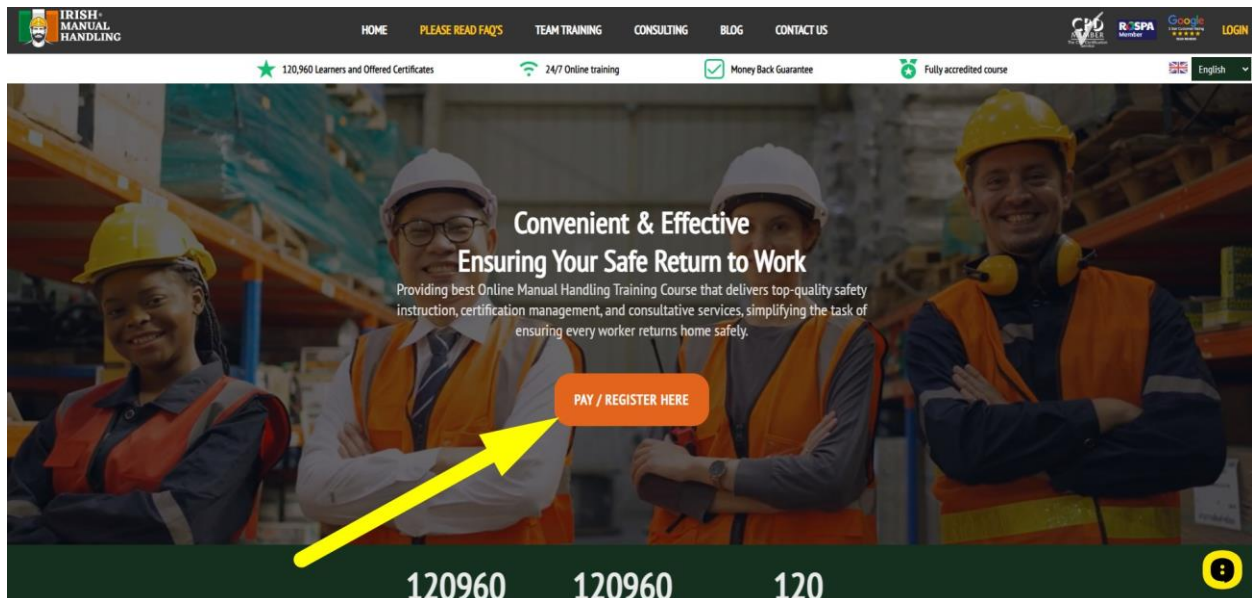 IRISH
MANUAL
HANDLING
HOME PLEASE READ FAQ'S TEAM TRAINING CONSULTING BLOG CONTACT US
CPD
MEMBER
ROSPA
Member
Google
LOGIN
120,960 Learners and Offered Certificates
24/7 Online training
Money Back Guarantee
Fully accredited course
English
Convenient & Effective
Ensuring Your Safe Return to Work
Providing best Online Manual Handling Training Course that delivers top-quality safety
instruction, certification management, and consultative services, simplifying the task of
ensuring every worker returns home safely.
PAY / REGISTER HERE
120960 120960 120